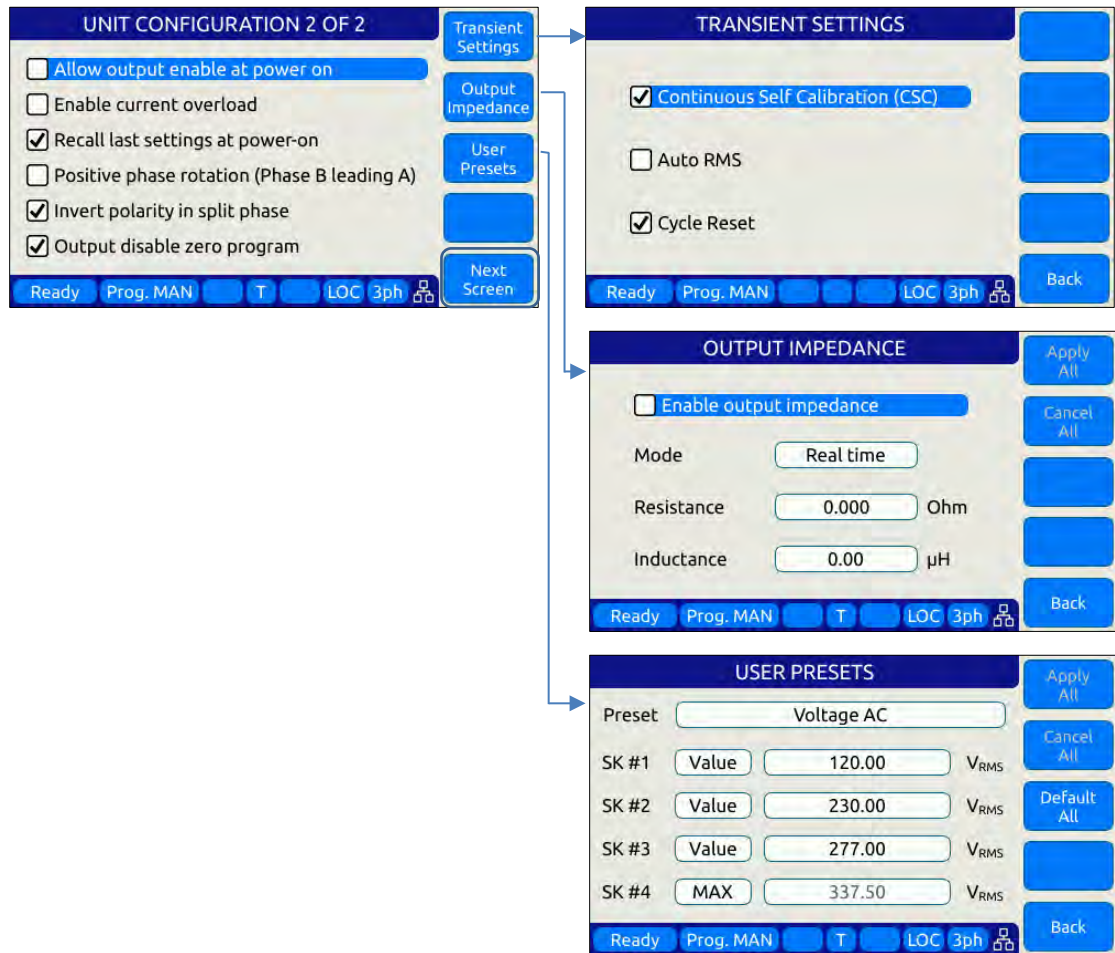 UNIT CONFIGURATION 2 OF 2
Allow output enable at power on
Enable current overload
Recall last settings at power-on
Positive phase rotation (Phase B leading A)
Invert polarity in split phase
Output disable zero program
Ready Prog. MAN T LOC 3ph
Transient
Settings
Output
Impedance
User
Presets
Next
Screen
TRANSIENT SETTINGS
Continuous Self Calibration (CSC)
Auto RMS
Cycle Reset
Ready Prog. MAN LOC 3ph
Back
OUTPUT IMPEDANCE
Enable output impedance
Mode Real time
Resistance 0.000 Ohm
Inductance 0.00 µH
Ready Prog. MAN T LOC 3ph
Apply
All
Cancel
All
Back
USER PRESETS
Preset Voltage AC
SK #1 Value 120.00 VRMS
SK #2 Value 230.00 VRMS
SK #3 Value 277.00 VRMS
SK #4 MAX 337.50 VRMS
Ready Prog. MAN T LOC 3ph
Apply
All
Cancel
All
Default
All
Back